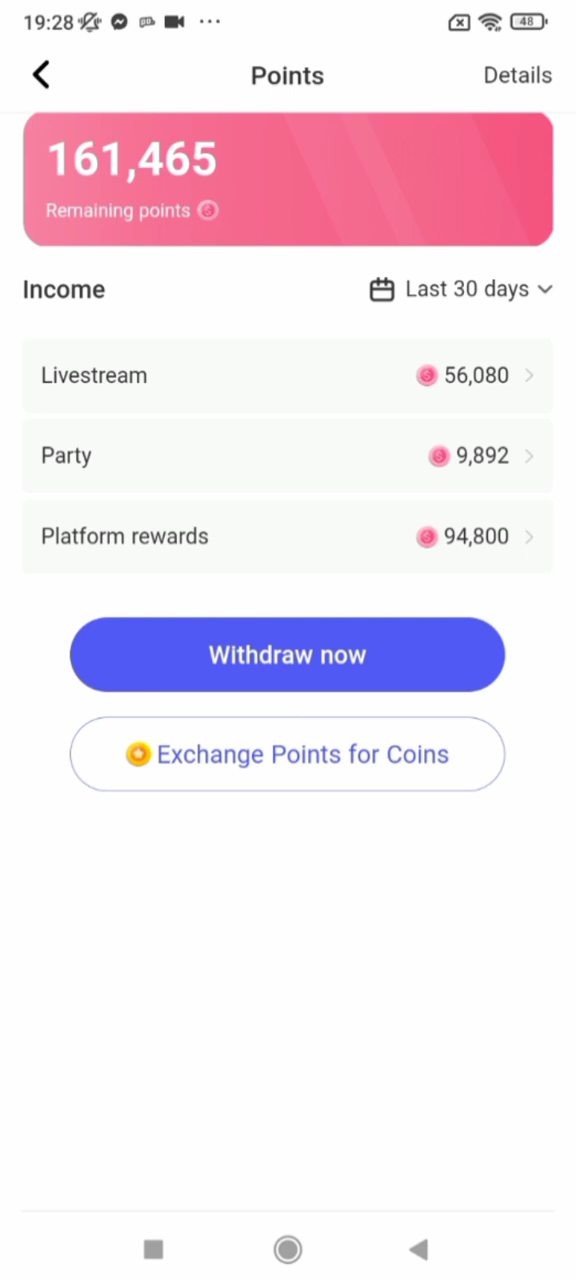 19:28 48
Points Details
161,465
Remaining points
Income Last 30 days
Livestream 56,080
Party 9,892
Platform rewards 94,800
Withdraw now
Exchange Points for Coins